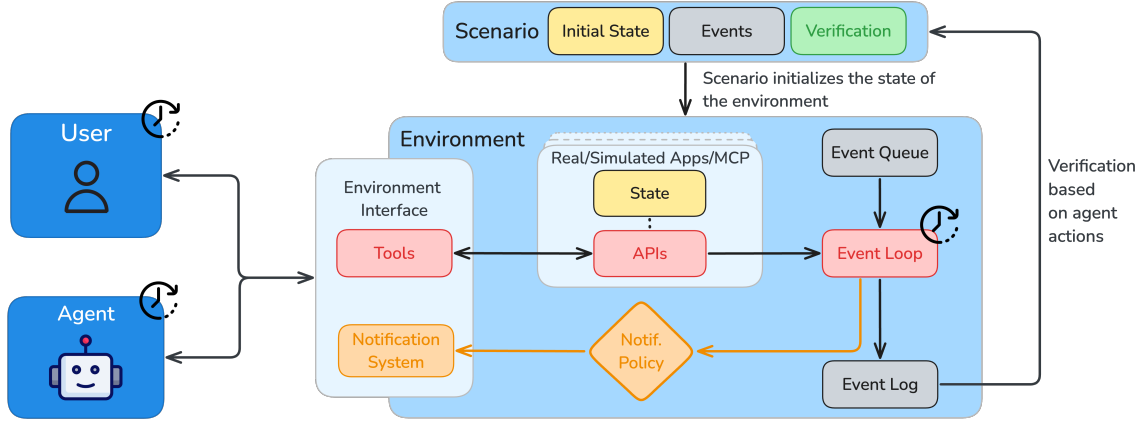 Scenario
Initial State
Events
Verification
Scenario initializes the state of
the environment
User
Agent
Environment
Environment
Interface
Tools
Notification
System
Real/Simulated Apps/MCP
State
APIs
Notif.
Policy
Event Queue
Event Loop
Event Log
Verification
based
on agent
actions